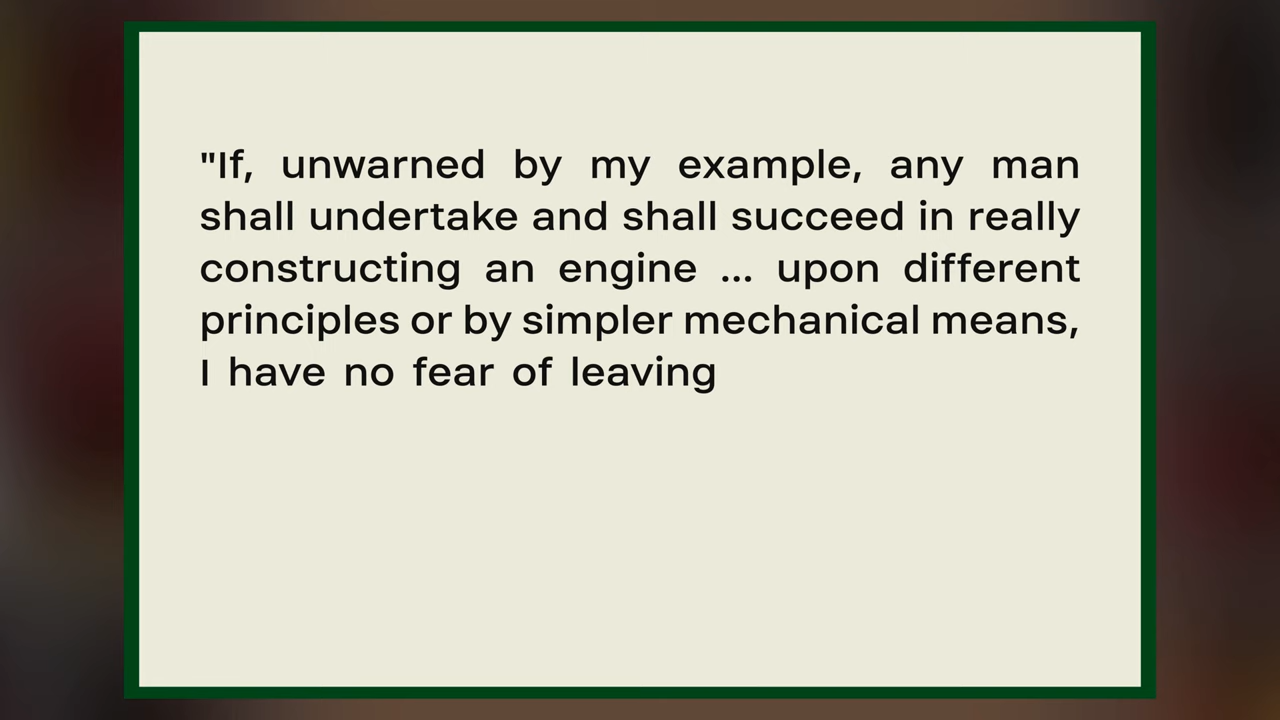 "If, unwarned by my example, any man
shall undertake and shall succeed in really
constructing an engine ... upon different
principles or by simpler mechanical means,
I have no fear of leaving